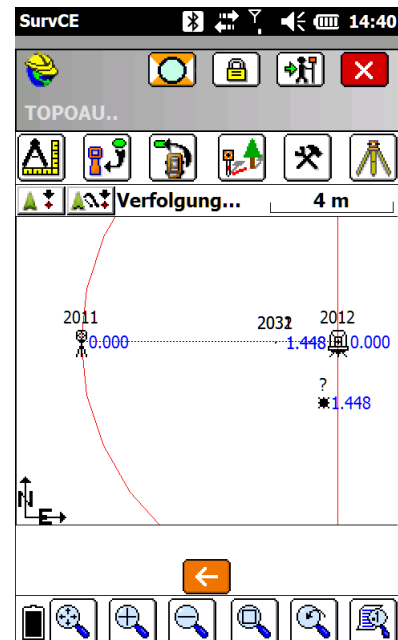 SurvCE 14:40
TOPOAU..
Verfolgung... 4 m
2011 2012
0.000 1.448 0.000
?
1.448
N
E